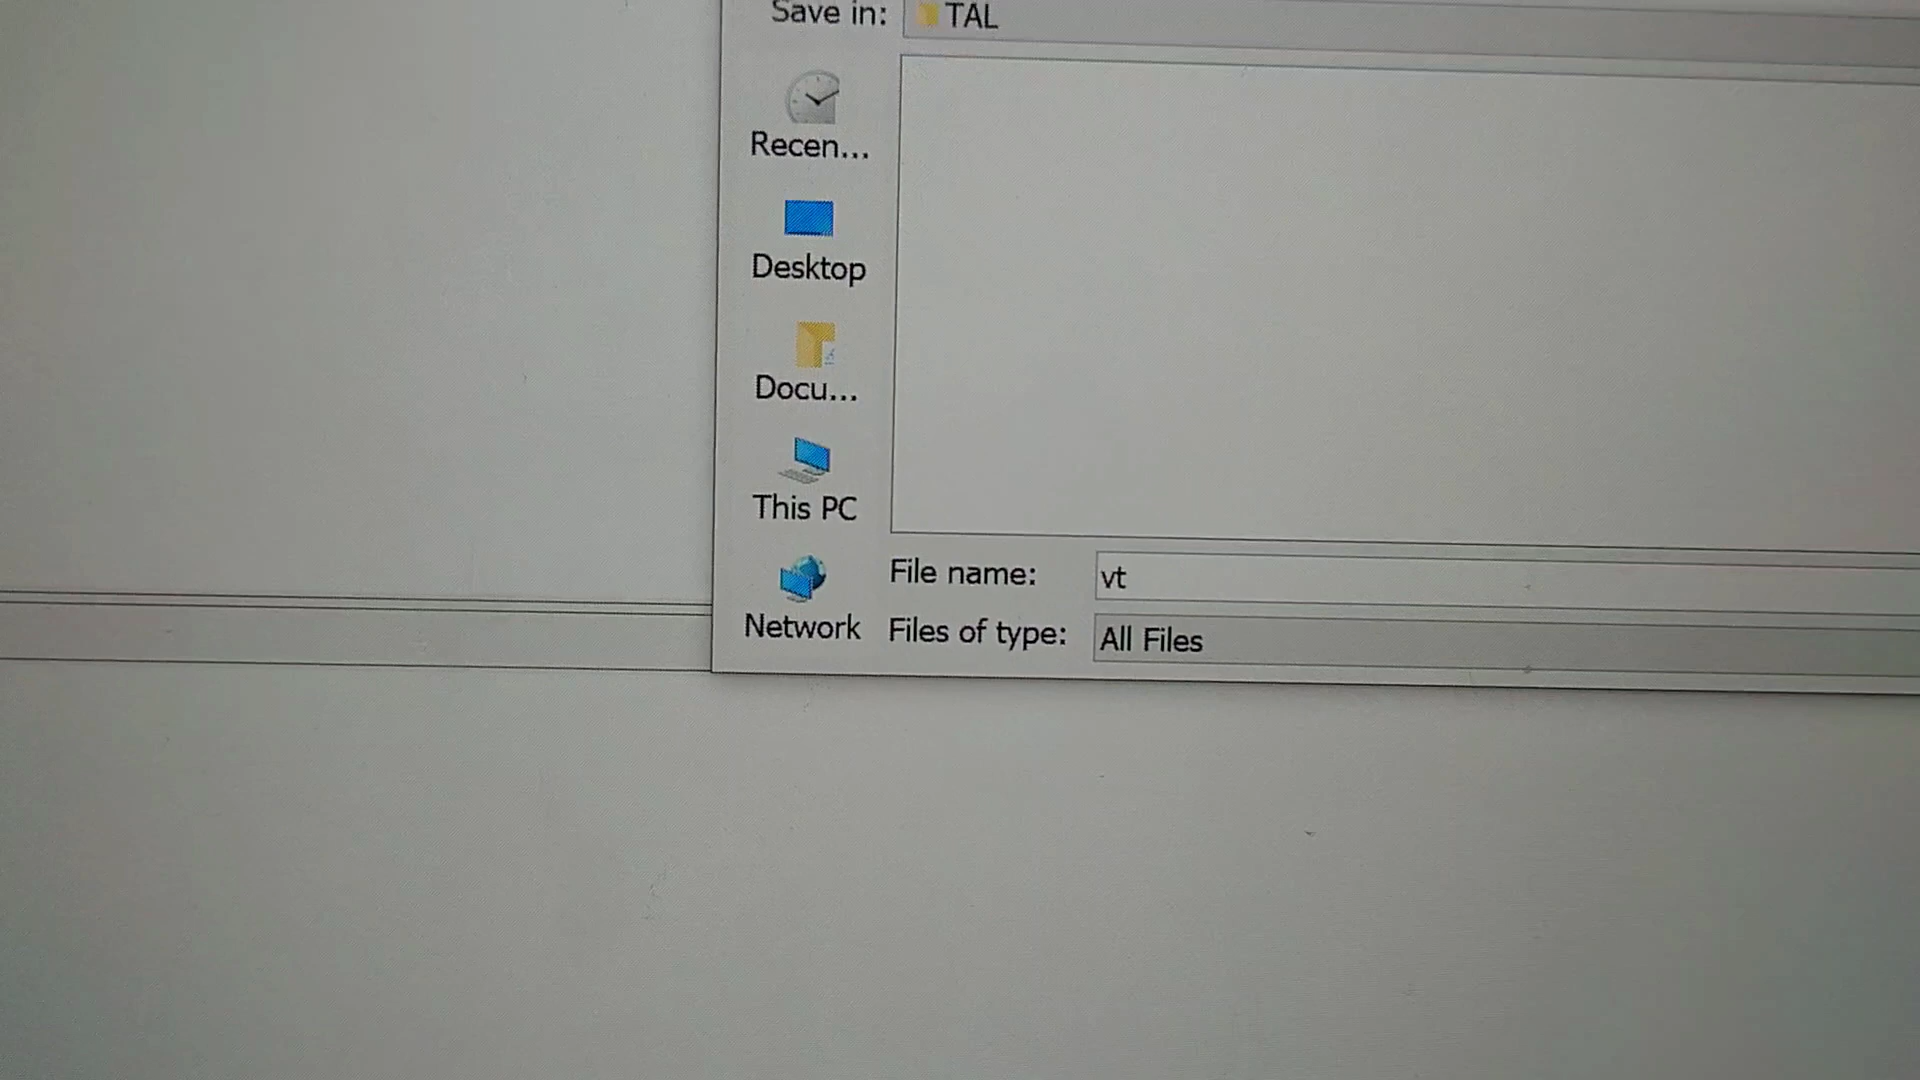 Save in: TAL
Recen...
Desktop
Docu...
This PC
Network
File name: vt
Files of type: All Files